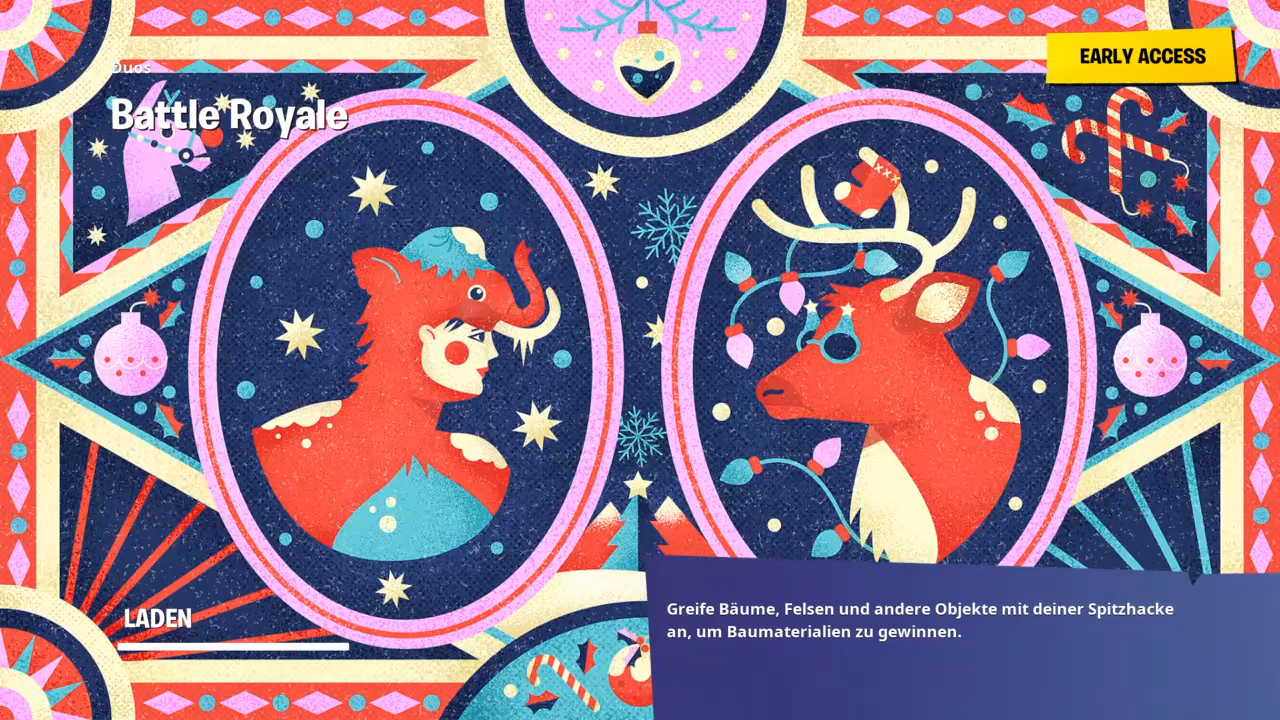 Duos
Battle Royale
EARLY ACCESS
LADEN
Greife Bäume, Felsen und andere Objekte mit deiner Spitzhacke
an, um Baumaterialien zu gewinnen.